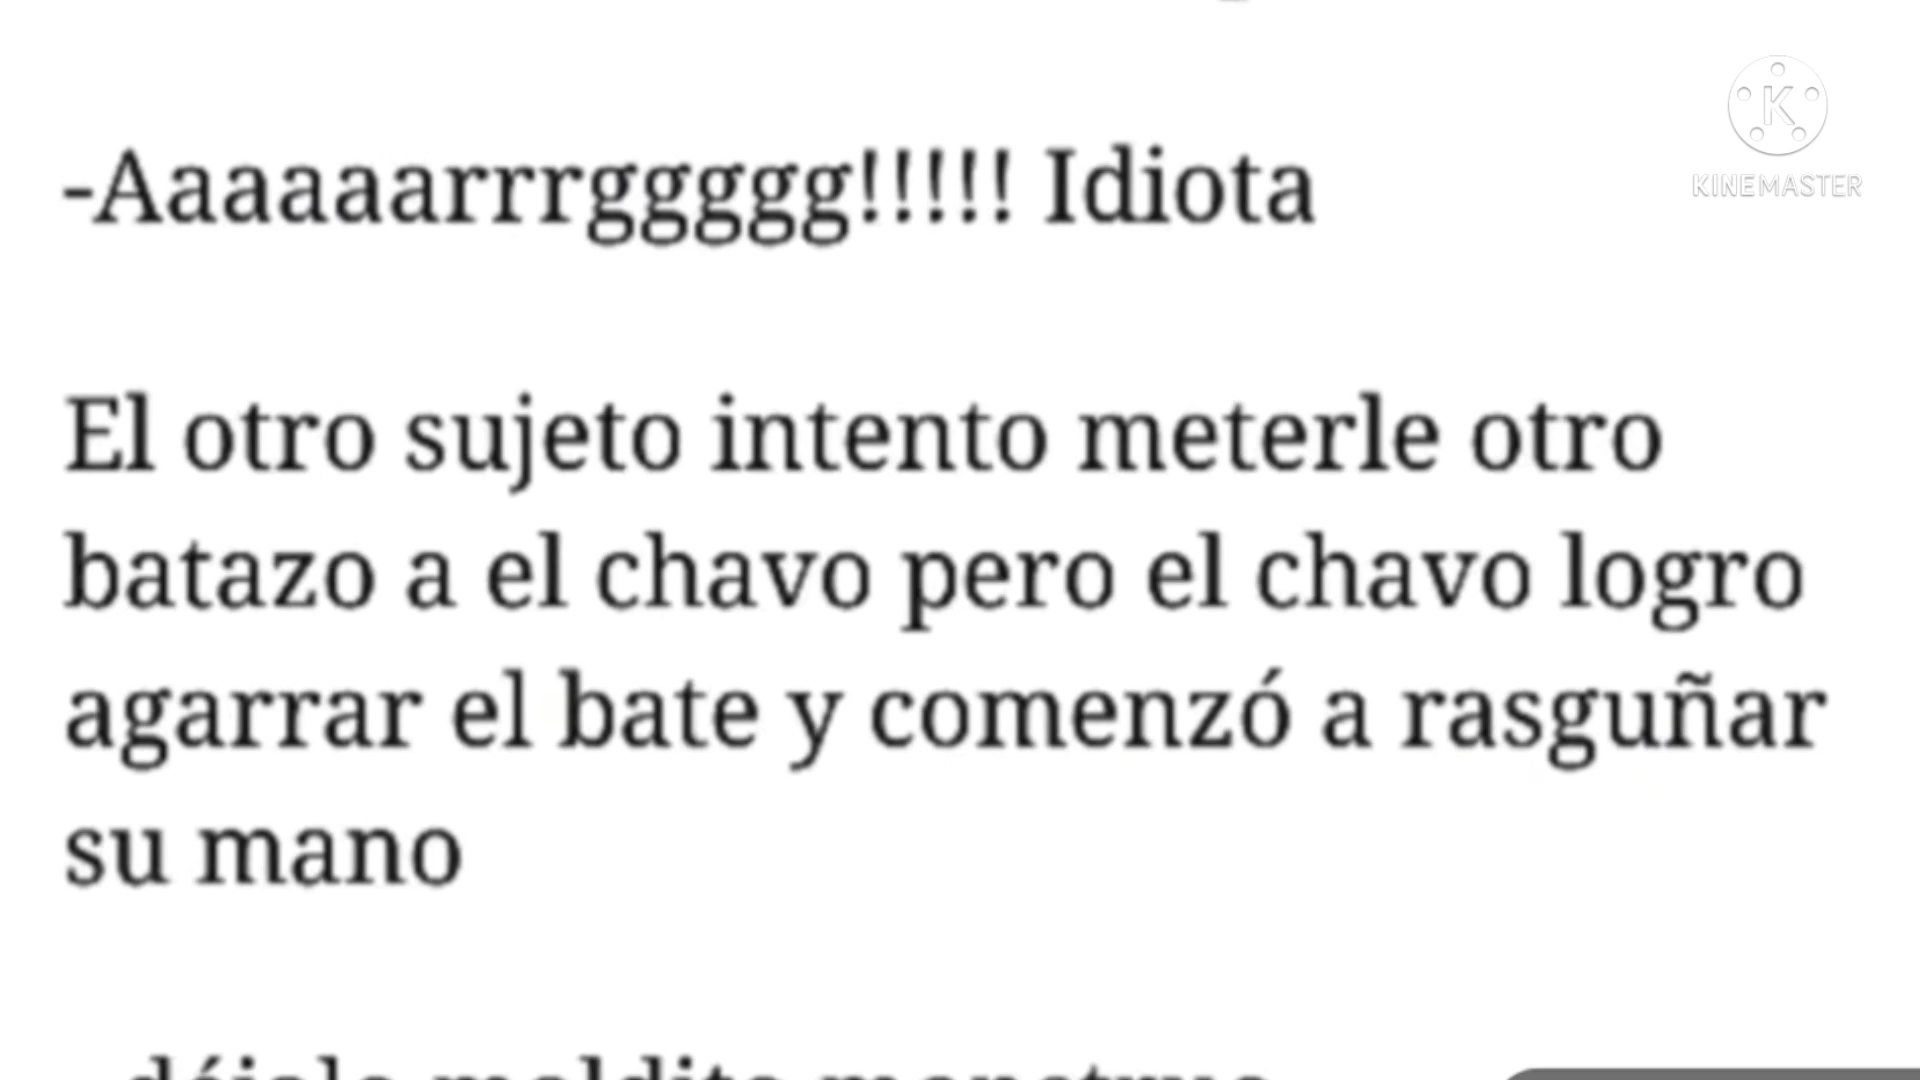 -Aaaaaarrrggggg!!!!! Idiota
KINEMASTER
El otro sujeto intento meterle otro
batazo a el chavo pero el chavo logro
agarrar el bate y comenzó a rasguñar
su mano